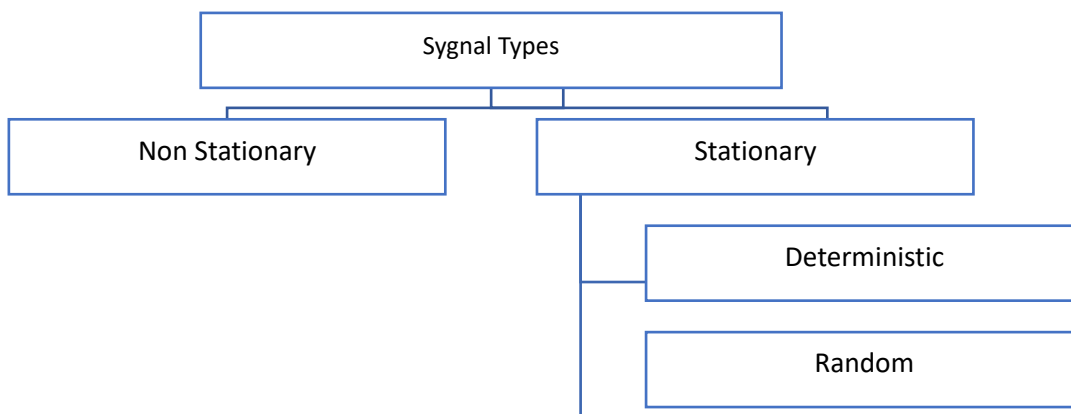 Sygnal Types
Non Stationary
Stationary
Deterministic
Random